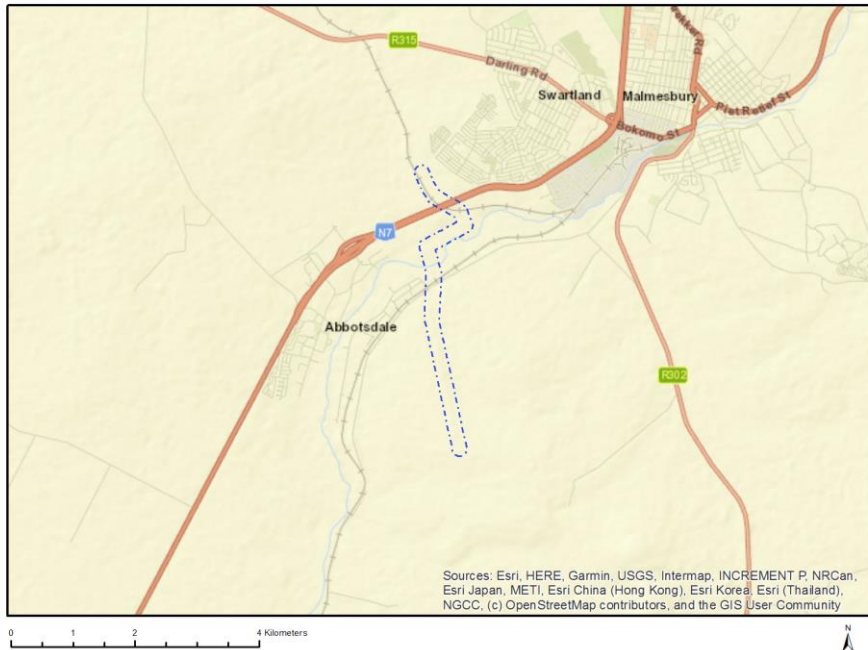 R315
Darling Rd
Swartland
Malmesbury
Piet Retief St
Bokomo St
N7
Abbotsdale
R302
Sources: Esri, HERE, Garmin, USGS, Intermap, INCREMENT P, NRCan,
Esri Japan, METI, Esri China (Hong Kong), Esri Korea, Esri (Thailand),
NGCC, (c) OpenStreetMap contributors, and the GIS User Community
0 1 2 4 Kilometers
N